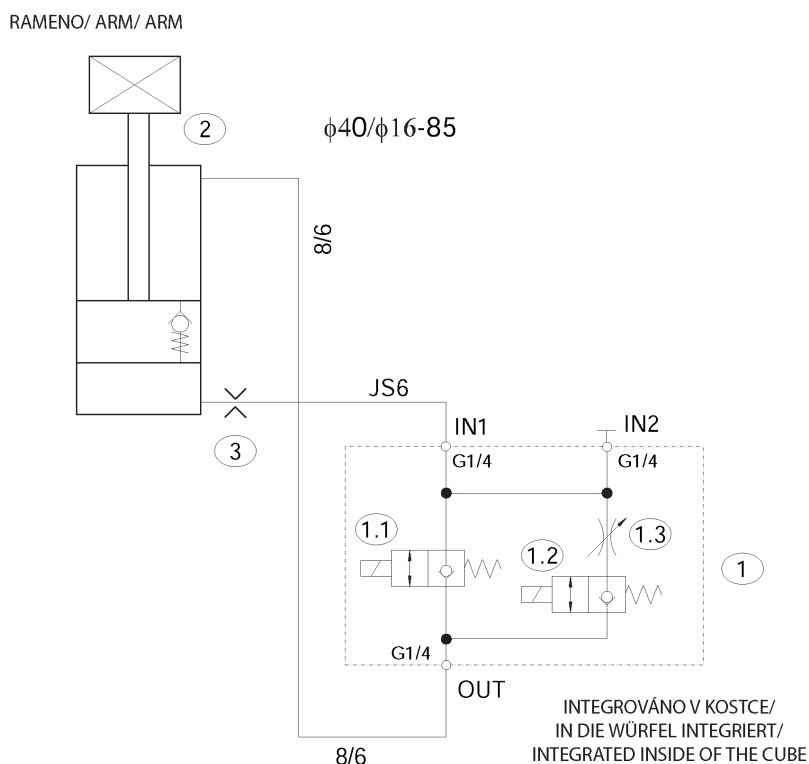 RAMENO/ ARM/ ARM
2
ϕ40/ϕ16-85
8/6
JS6
3
IN1
IN2
G1/4
G1/4
1.1
1.2
1.3
1
G1/4
OUT
8/6
INTEGROVÁNO V KOSTCE/
IN DIE WÜRFEL INTEGRIERT/
INTEGRATED INSIDE OF THE CUBE